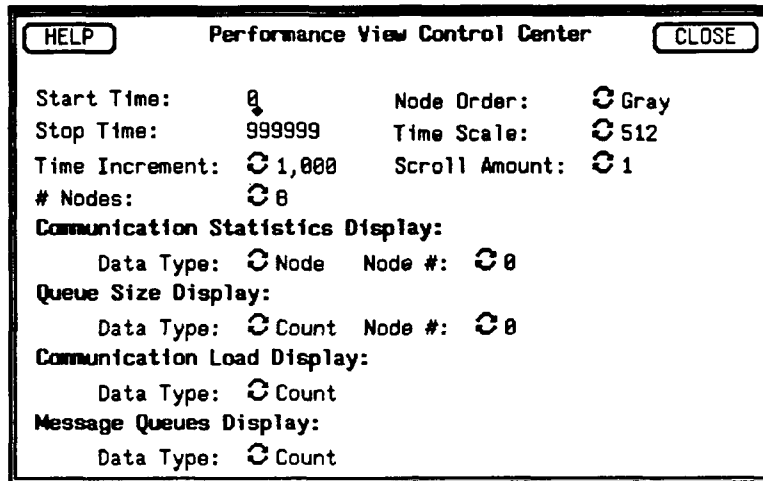 HELP Performance View Control Center CLOSE
Start Time: 0 Node Order: Gray
Stop Time: 999999 Time Scale: 512
Time Increment: 1,000 Scroll Amount: 1
# Nodes: 8
Communication Statistics Display:
Data Type: Node Node #: 0
Queue Size Display:
Data Type: Count Node #: 0
Communication Load Display:
Data Type: Count
Message Queues Display:
Data Type: Count